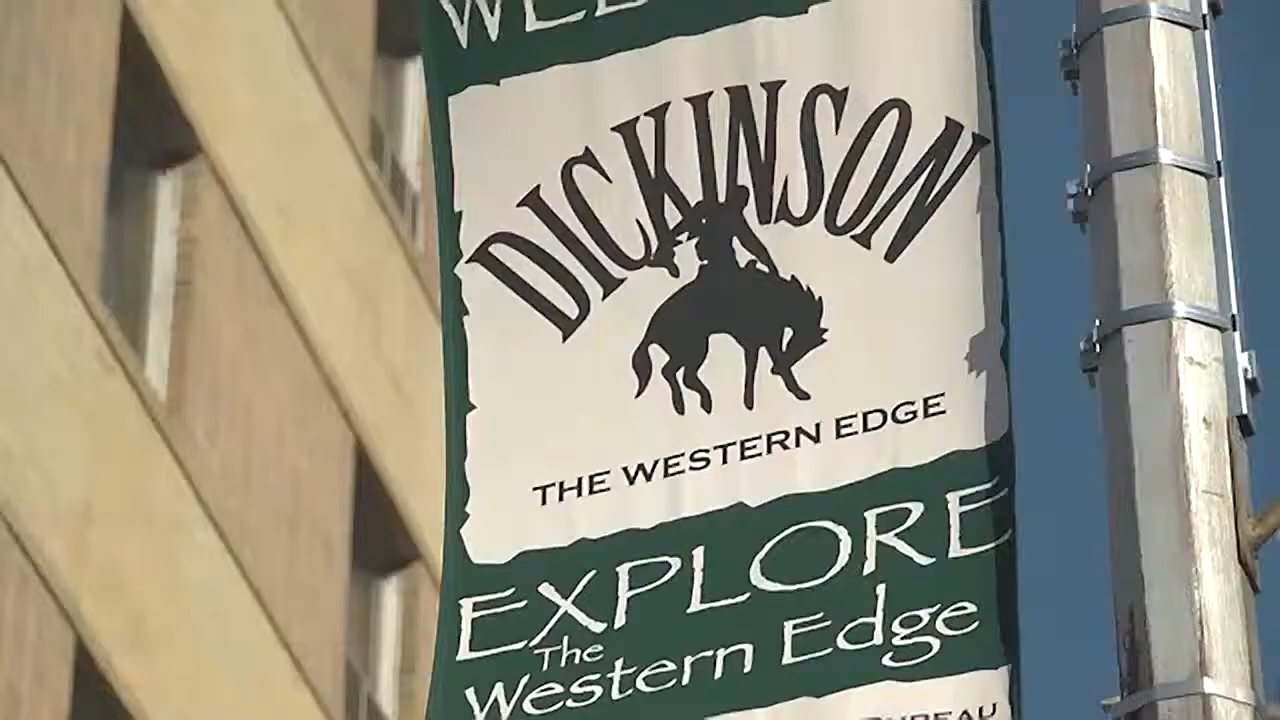 DICKINSON
THE WESTERN EDGE
EXPLORE
The
Western Edge